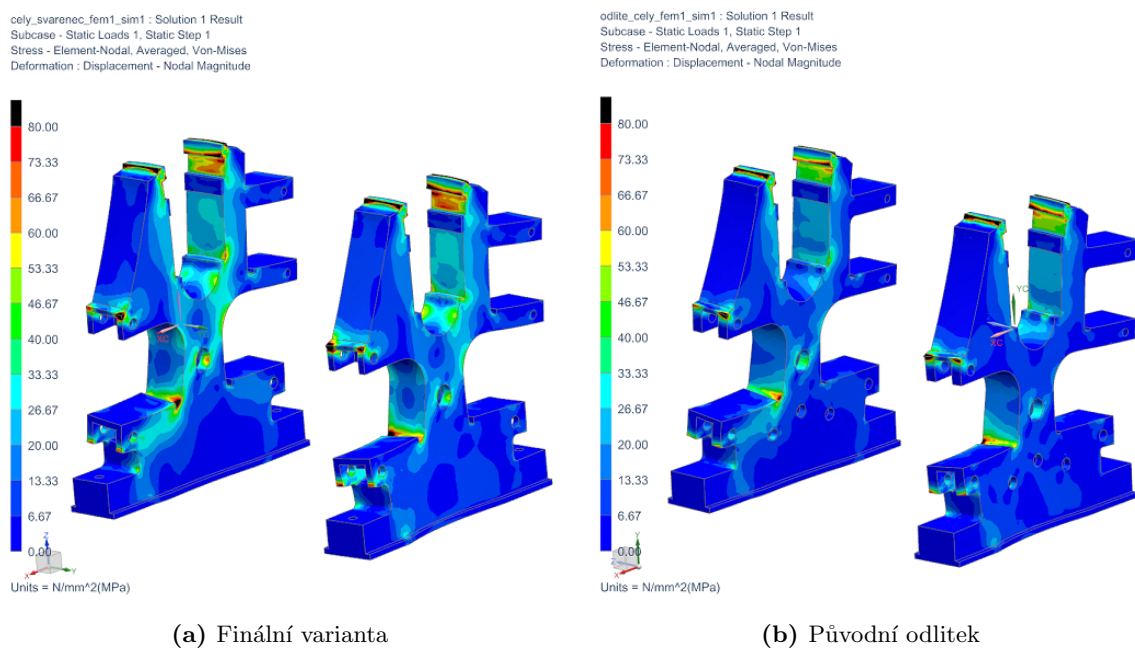 cely_svarenec_fem1_sim1 : Solution 1 Result
Subcase - Static Loads 1, Static Step 1
Stress - Element-Nodal, Averaged, Von-Mises
Deformation : Displacement - Nodal Magnitude
80.00
73.33
66.67
60.00
53.33
46.67
40.00
33.33
26.67
20.00
13.33
6.67
0.00
XC
Z
X
Y
Units = N/mm^2(MPa)
(a) Finální varianta
odlite_cely_fem1_sim1 : Solution 1 Result
Subcase - Static Loads 1, Static Step 1
Stress - Element-Nodal, Averaged, Von-Mises
Deformation : Displacement - Nodal Magnitude
80.00
73.33
66.67
60.00
53.33
46.67
40.00
33.33
26.67
20.00
13.33
6.67
0.00
YC
XC
Y
Z
X
Units = N/mm^2(MPa)
(b) Původní odlitek